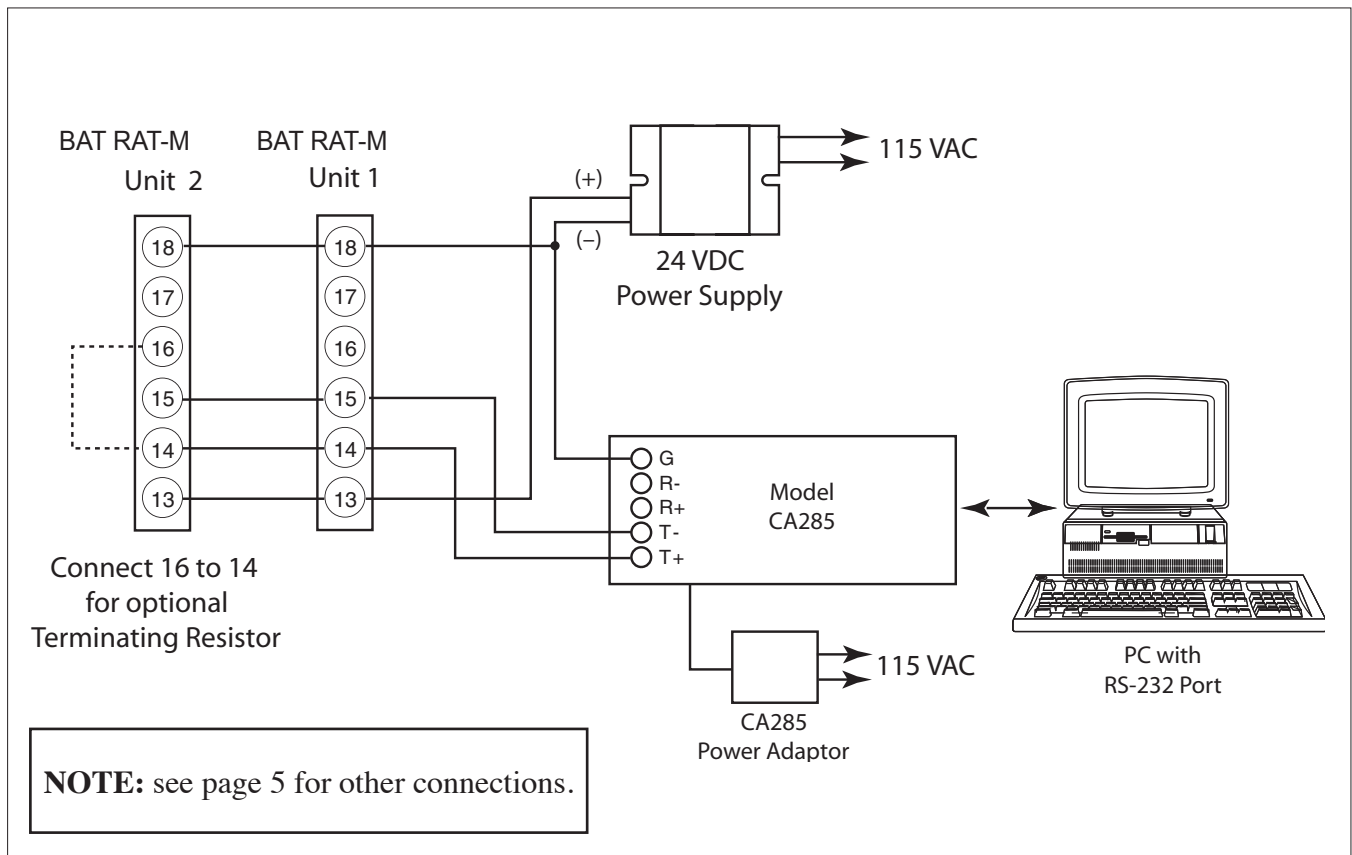 BAT RAT-M
Unit 2
BAT RAT-M
Unit 1
18
17
16
15
14
13
18
17
16
15
14
13
(+)
(–)
115 VAC
24 VDC
Power Supply
G
R-
R+
T-
T+
Model
CA285
Connect 16 to 14
for optional
Terminating Resistor
115 VAC
CA285
Power Adaptor
PC with
RS-232 Port
NOTE: see page 5 for other connections.